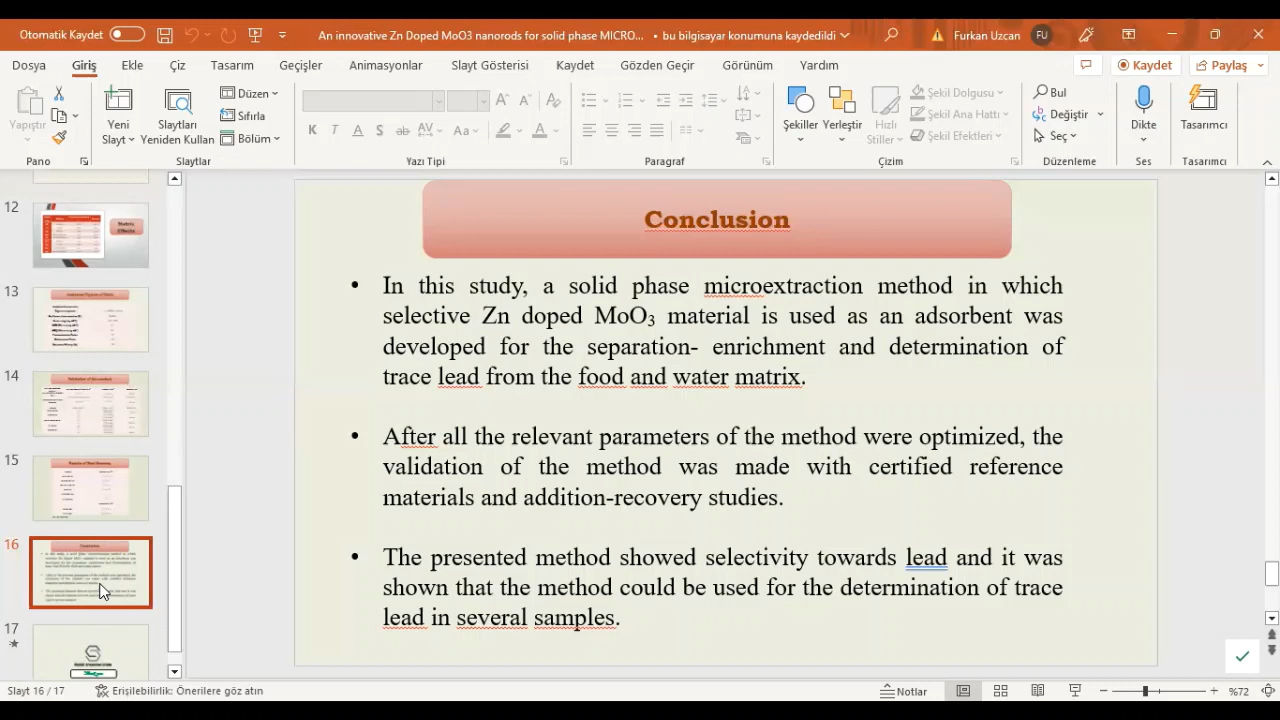 Otomatik Kaydet
An innovative Zn Doped MoO3 nanorods for solid phase MICRO... • bu bilgisayar konumuna kaydedildi
Furkan Uzcan FU
Dosya Giriş Ekle Çiz Tasarım Geçişler Animasyonlar Slayt Gösterisi Kaydet Gözden Geçir Görünüm Yardım
Kaydet Paylaş
Yapıştır
Yeni
Slayt
Slaytları
Yeniden Kullan
Düzen
Sıfırla
Bölüm
K T A S ab AV Aa A
Şekiller Yerleştir Hızlı
Stiller
Şekil Dolgusu
Şekil Ana Hattı
Şekil Efektleri
Bul
Değiştir
Seç
Dikte
Tasarımcı
Pano Slaytlar Yazı Tipi Paragraf Çizim Düzenleme Ses Tasarımcı
12
Matrix
Effects
13
14
15
16
17
Conclusion
• In this study, a solid phase microextraction method in which
selective Zn doped MoO₃ material is used as an adsorbent was
developed for the separation- enrichment and determination of
trace lead from the food and water matrix.
• After all the relevant parameters of the method were optimized, the
validation of the method was made with certified reference
materials and addition-recovery studies.
• The presented method showed selectivity towards lead and it was
shown that the method could be used for the determination of trace
lead in several samples.
Slayt 16 / 17 Erişilebilirlik: Önerilere göz atın
Notlar
%72